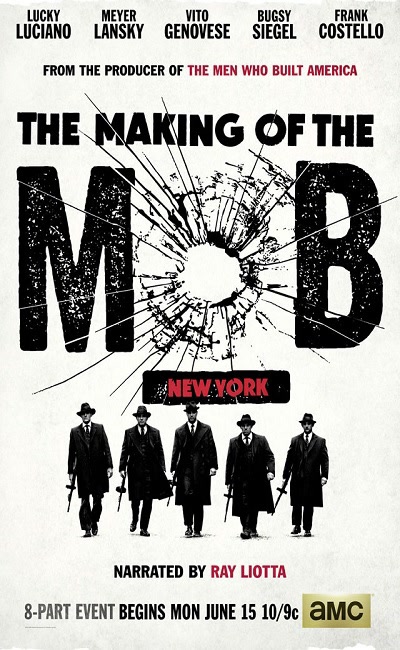 LUCKY MEYER VITO BUGSY FRANK
LUCIANO LANSKY GENOVESE SIEGEL COSTELLO
FROM THE PRODUCER OF THE MEN WHO BUILT AMERICA
THE MAKING OF THE
MOB
NEW YORK
NARRATED BY RAY LIOTTA
8-PART EVENT BEGINS MON JUNE 15 10/9c amc